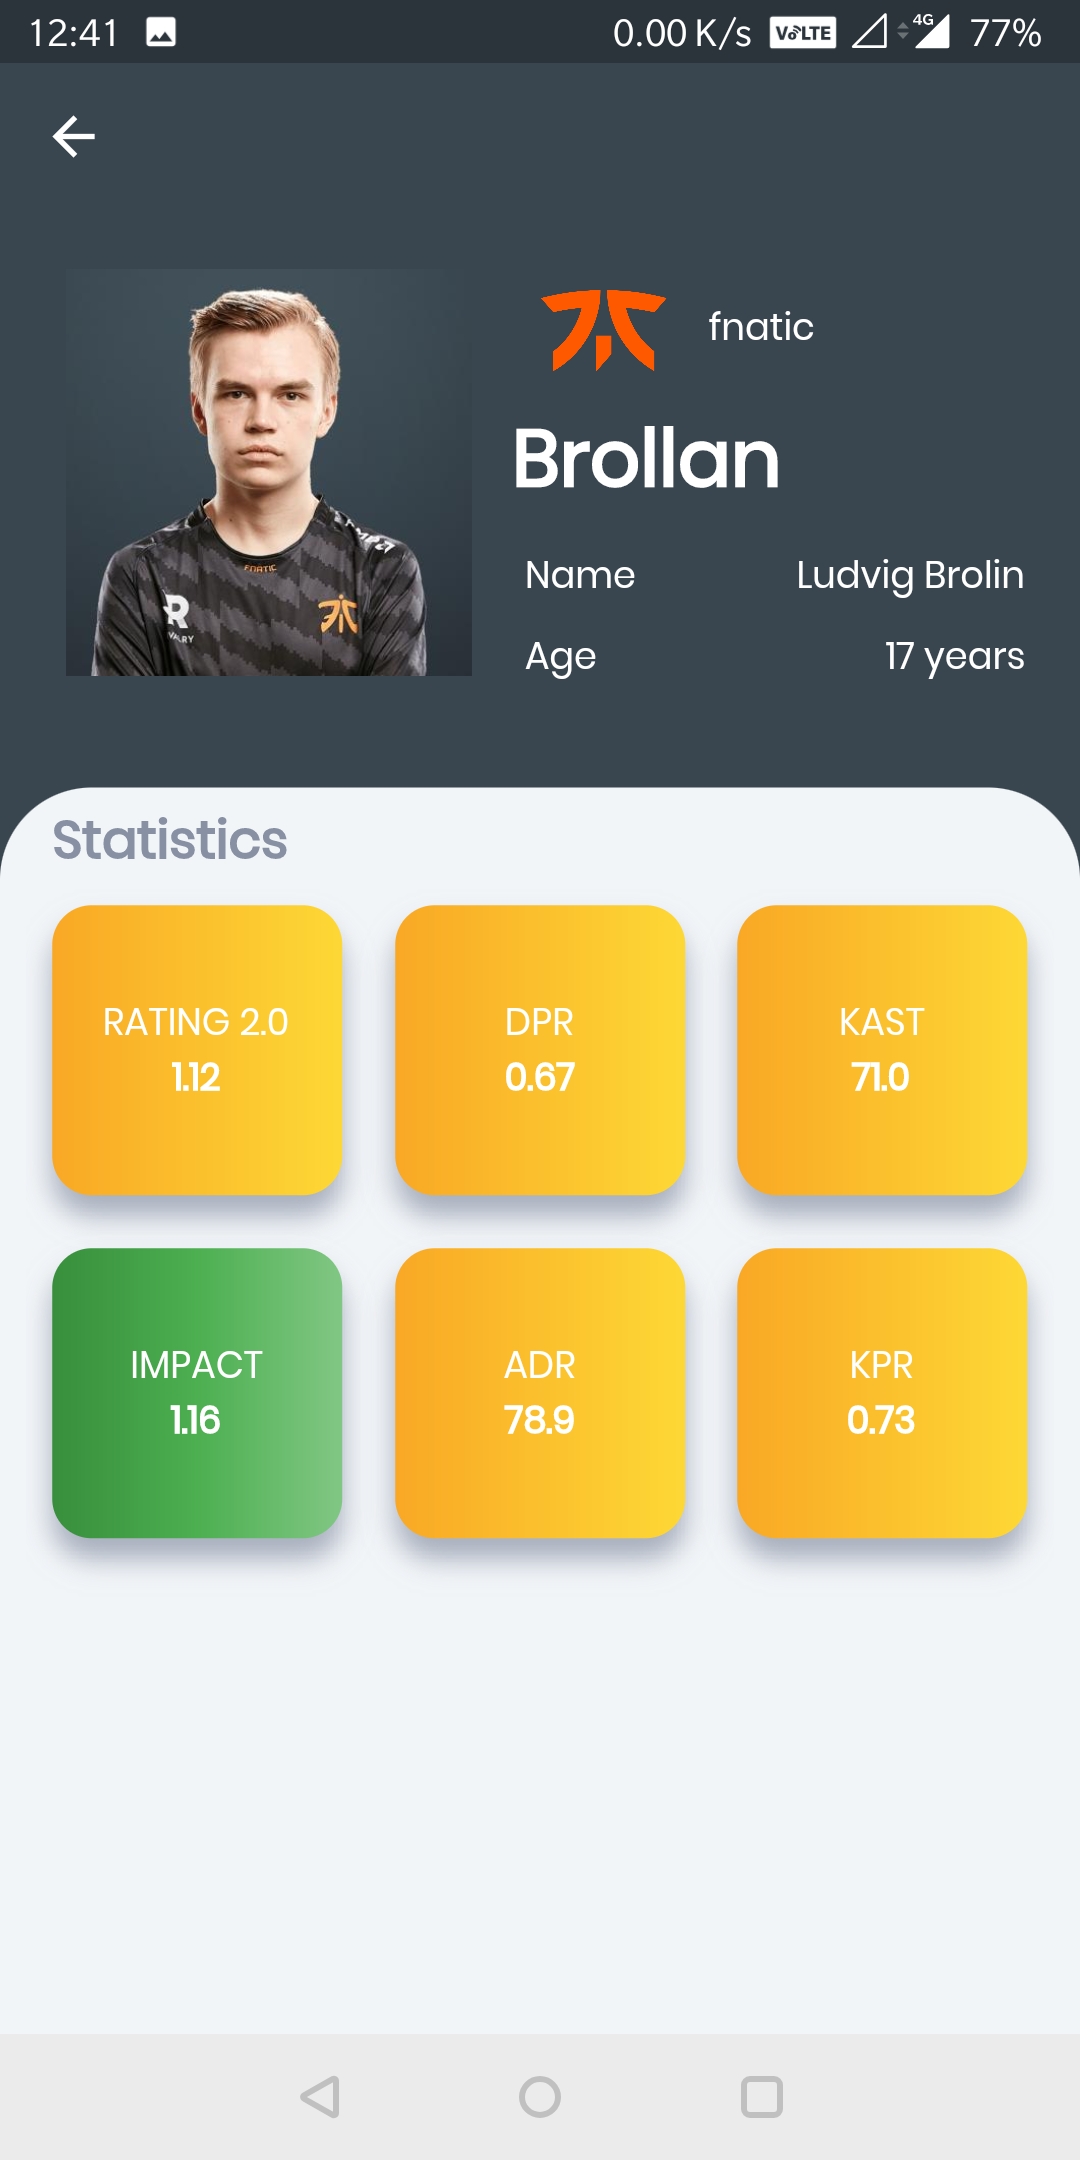 12:41 0.00 K/s VoLTE 4G 77%
fnatic
Brollan
Name Ludvig Brolin
Age 17 years
FNATIC
Statistics
RATING 2.0 DPR KAST
1.12 0.67 71.0
IMPACT ADR KPR
1.16 78.9 0.73